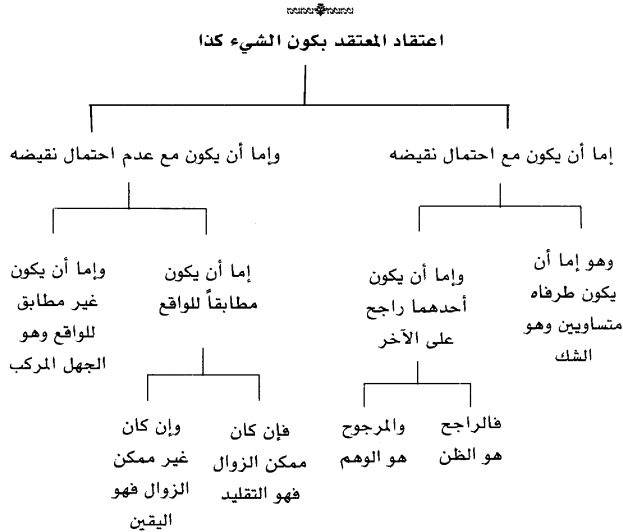 اعتقاد المعتقد بكون الشيء كذا
إما أن يكون مع احتمال نقيضه
وإما أن يكون مع عدم احتمال نقيضه
وهو إما أن
يكون طرفاه
متساويين وهو
الشك
وإما أن يكون
أحدهما راجح
على الآخر
إما أن يكون
مطابقاً للواقع
وإما أن يكون
غير مطابق
للواقع وهو
الجهل المركب
فالراجح
هو الظن
والمرجوح
هو الوهم
فإن كان
ممكن الزوال
فهو التقليد
وإن كان
غير ممكن
الزوال فهو
اليقين